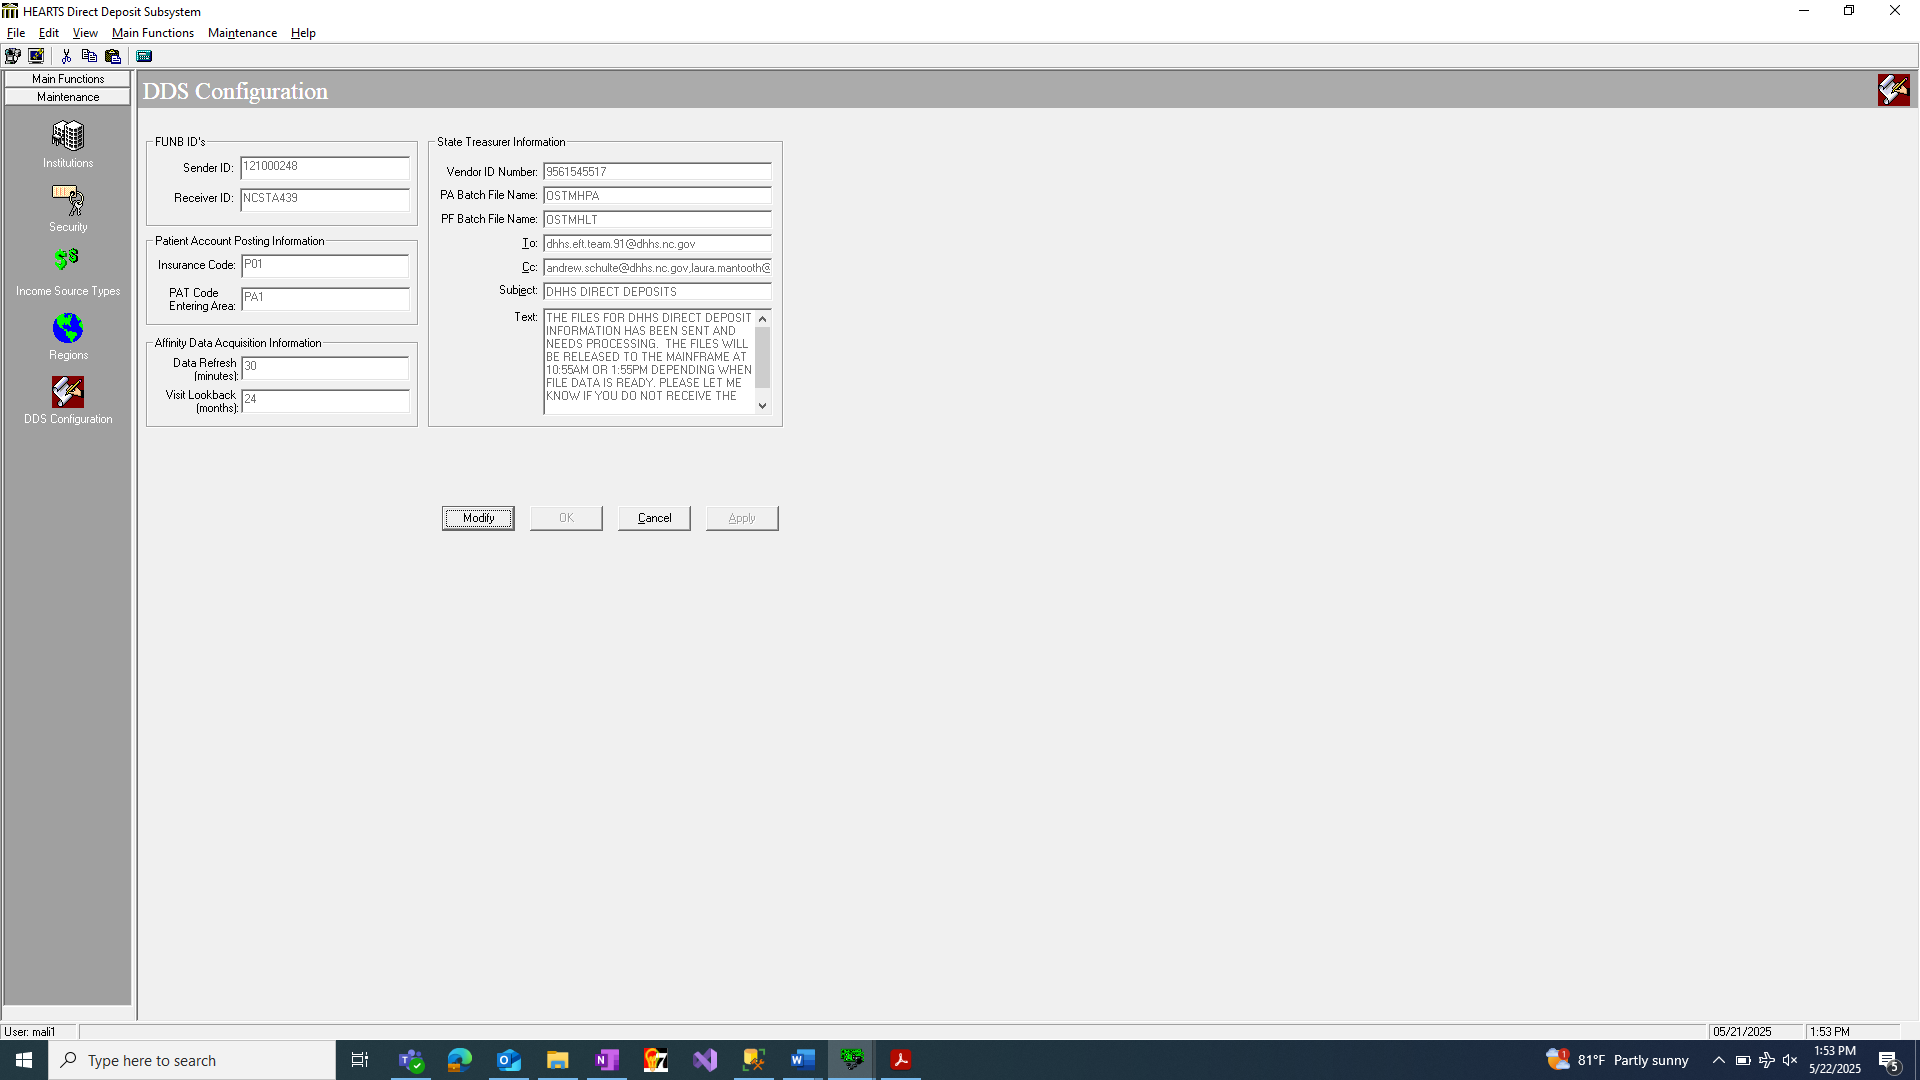 HEARTS Direct Deposit Subsystem
File Edit View Main Functions Maintenance Help
Main Functions
Maintenance
Institutions
Security
Income Source Types
Regions
DDS Configuration
DDS Configuration
FUNB ID's
Sender ID: 121000248
Receiver ID: NCSTA439
Patient Account Posting Information
Insurance Code: P01
PAT Code
Entering Area: PA1
Affinity Data Acquisition Information
Data Refresh
(minutes): 30
Visit Lookback
(months): 24
State Treasurer Information
Vendor ID Number: 9561545517
PA Batch File Name: OSTMHPA
PF Batch File Name: OSTMHLT
To: dhhs.eft.team.91@dhhs.nc.gov
Cc: andrew.schulte@dhhs.nc.gov,laura.mantooth@
Subject: DHHS DIRECT DEPOSITS
Text: THE FILES FOR DHHS DIRECT DEPOSIT
INFORMATION HAS BEEN SENT AND
NEEDS PROCESSING.  THE FILES WILL
BE RELEASED TO THE MAINFRAME AT
10:55AM OR 1:55PM DEPENDING WHEN
FILE DATA IS READY. PLEASE LET ME
KNOW IF YOU DO NOT RECEIVE THE
Modify OK Cancel Apply
User: mali1
05/21/2025 1:53 PM
Type here to search
81°F Partly sunny
1:53 PM
5/22/2025
5